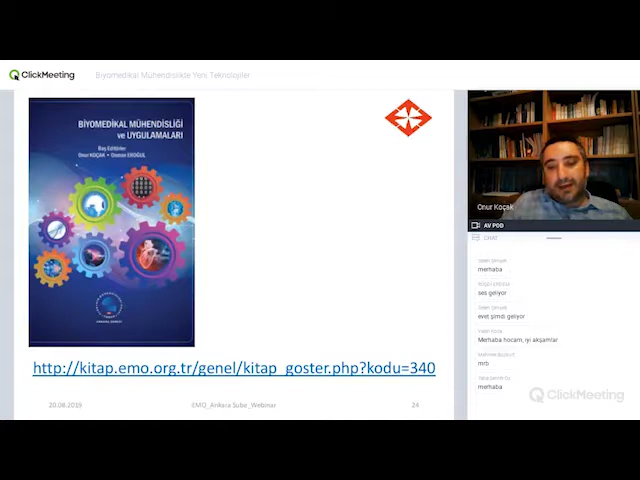 ClickMeeting
Biyomedikal Mühendislikte Yeni Teknolojiler
BİYOMEDİKAL MÜHENDİSLİĞİ
ve UYGULAMALARI
Baş Editörler
Onur KOÇAK - Osman EROĞUL
http://kitap.emo.org.tr/genel/kitap_goster.php?kodu=340
20.08.2019
EMO_Ankara Şube_Webinar
24
Onur Koçak
AV POD
CHAT
merhaba
ses geliyor
evet şimdi geliyor
Merhaba hocam, iyi akşamlar
mrb
merhaba
ClickMeeting